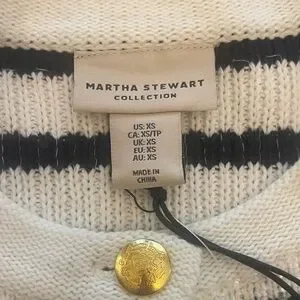 MARTHA STEWART
COLLECTION
US: XS
CA: XS/TP
UK: XS
EU: XS
AU: XS
MADE IN
CHINA